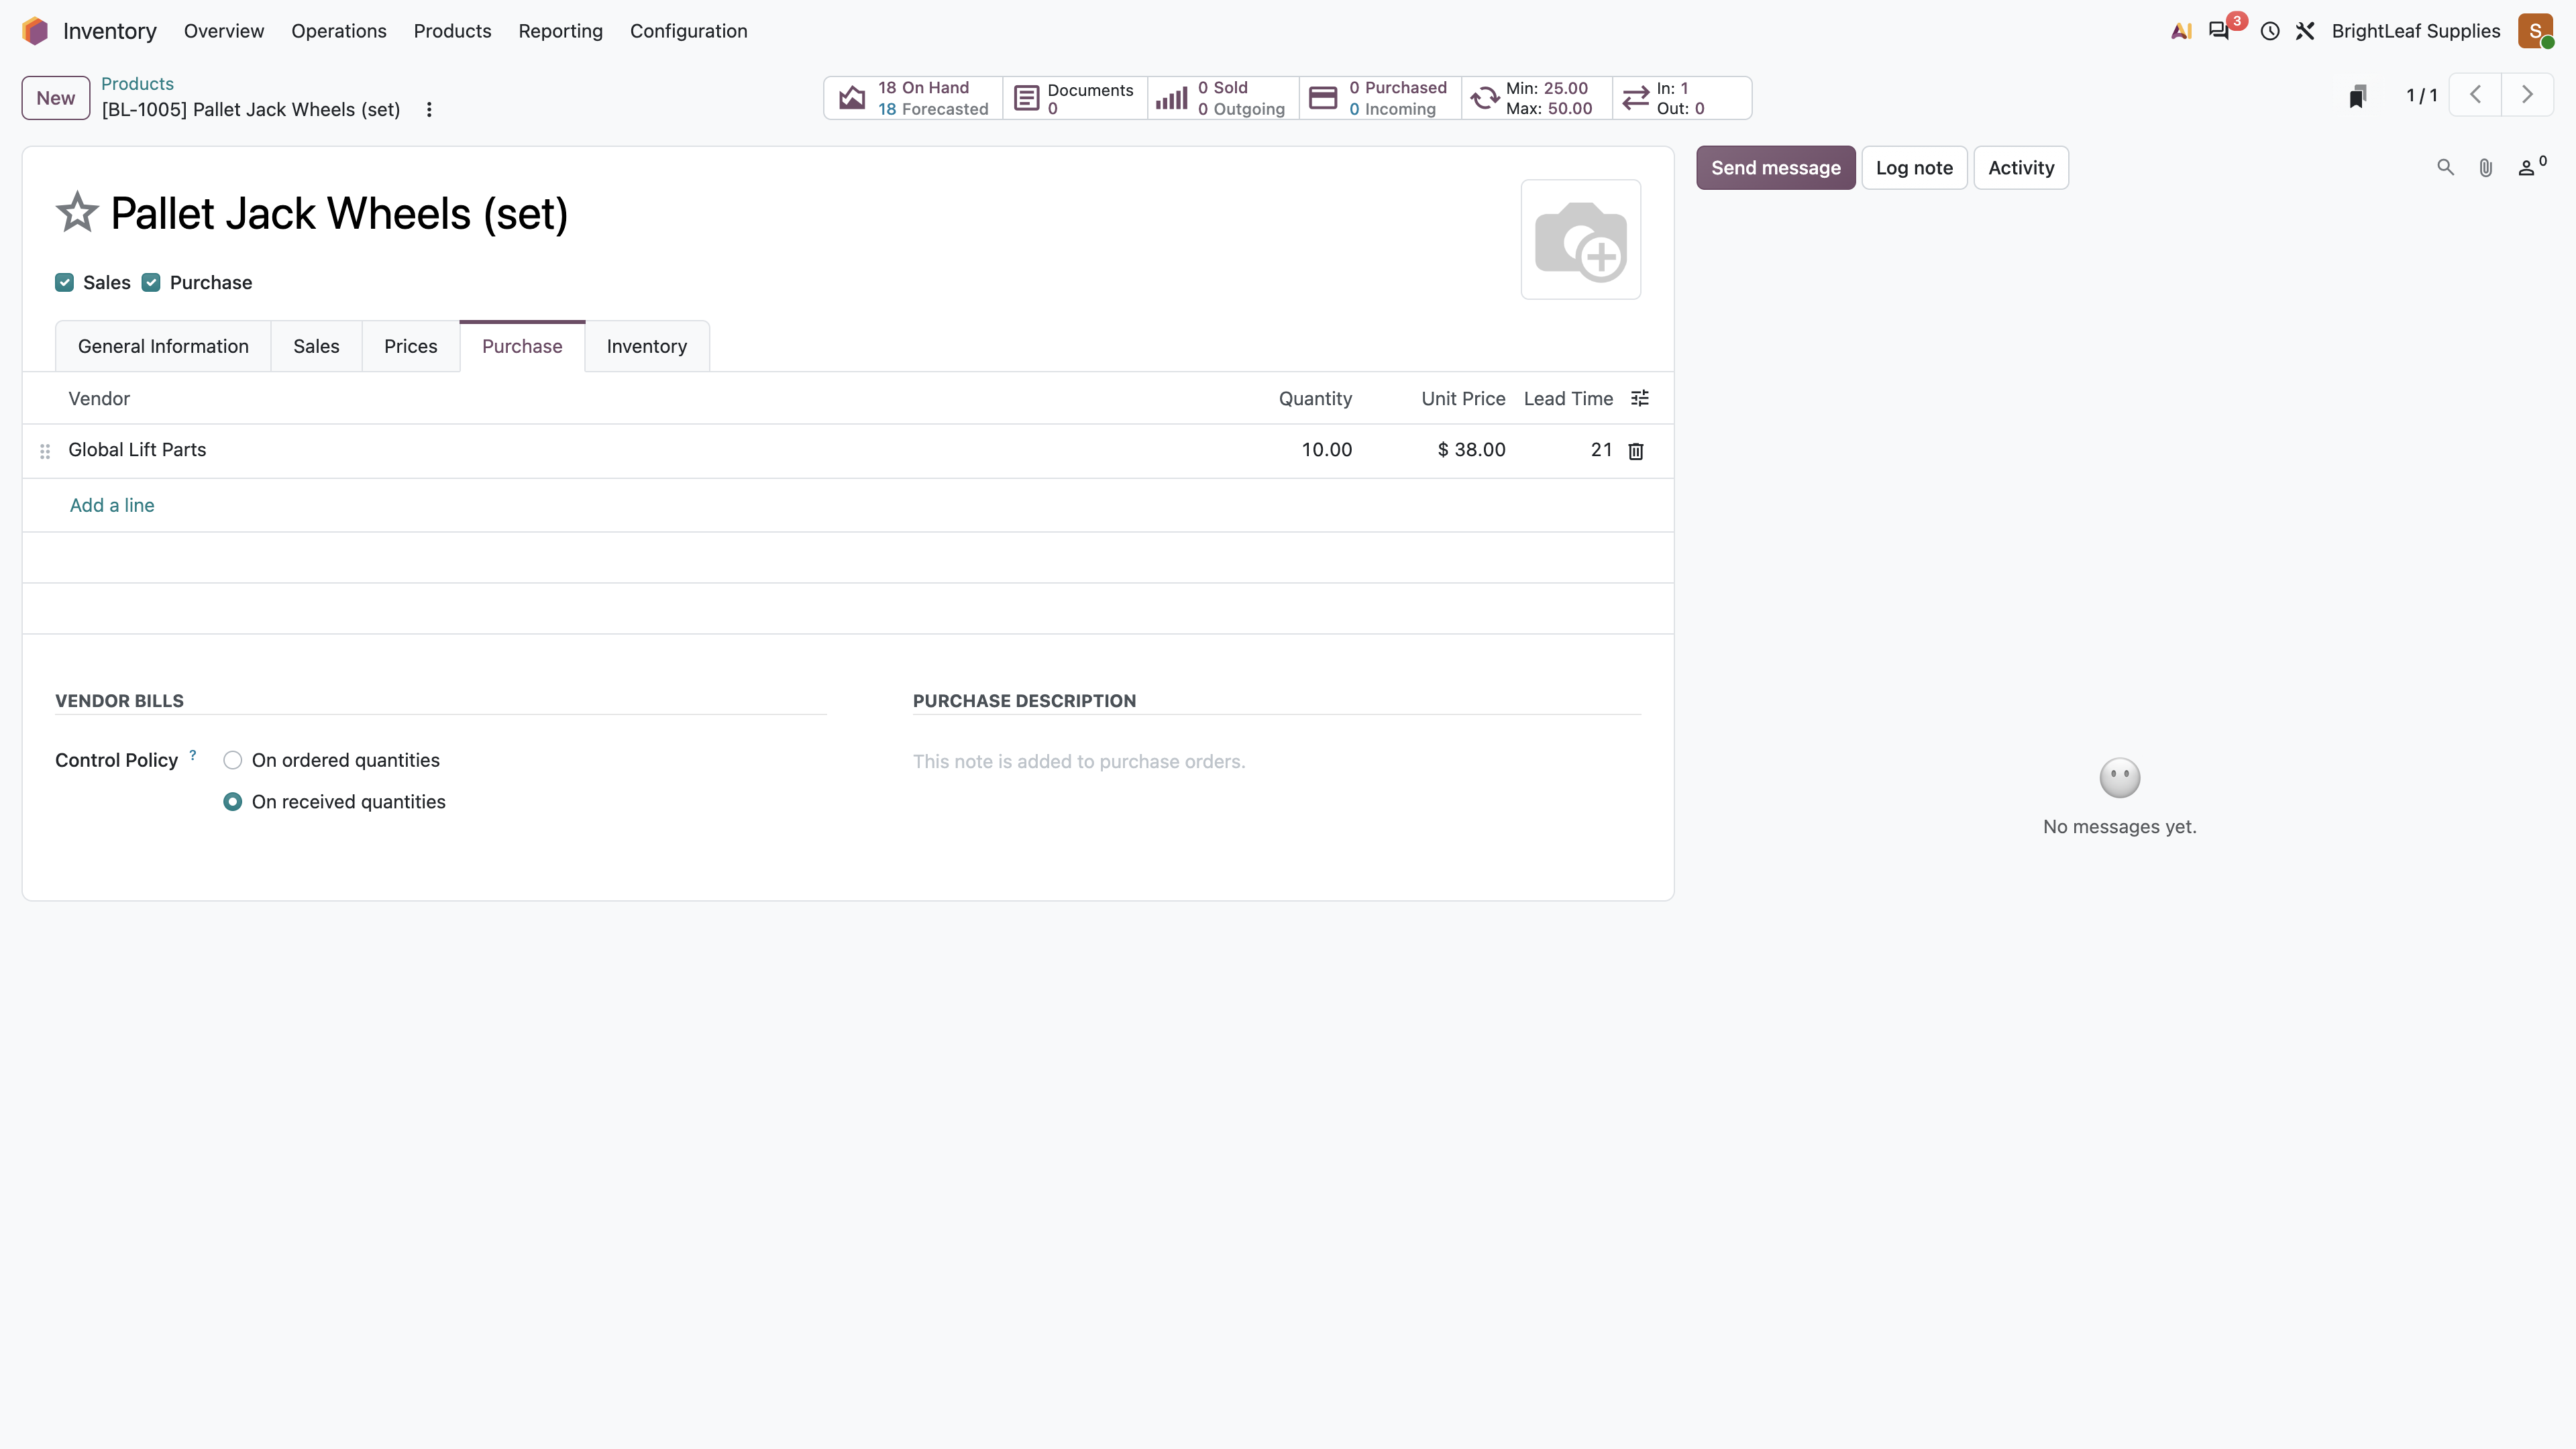 Inventory Overview Operations Products Reporting Configuration
AI 3 BrightLeaf Supplies S
New
Products
[BL-1005] Pallet Jack Wheels (set)
18 On Hand
18 Forecasted
Documents
0
0 Sold
0 Outgoing
0 Purchased
0 Incoming
Min: 25.00
Max: 50.00
In: 1
Out: 0
1 / 1
Pallet Jack Wheels (set)
Sales Purchase
General Information Sales Prices Purchase Inventory
Vendor Quantity Unit Price Lead Time
Global Lift Parts 10.00 $ 38.00 21
Add a line
VENDOR BILLS
Control Policy ? On ordered quantities
On received quantities
PURCHASE DESCRIPTION
This note is added to purchase orders.
Send message Log note Activity 0
No messages yet.